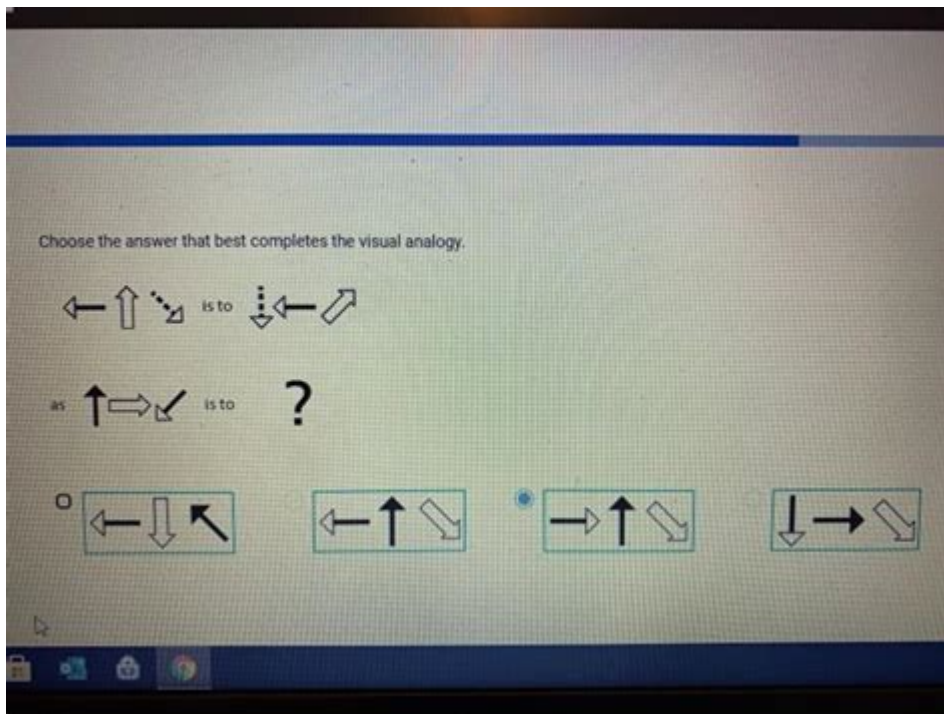 Choose the answer that best completes the visual analogy.
is to
as is to ?